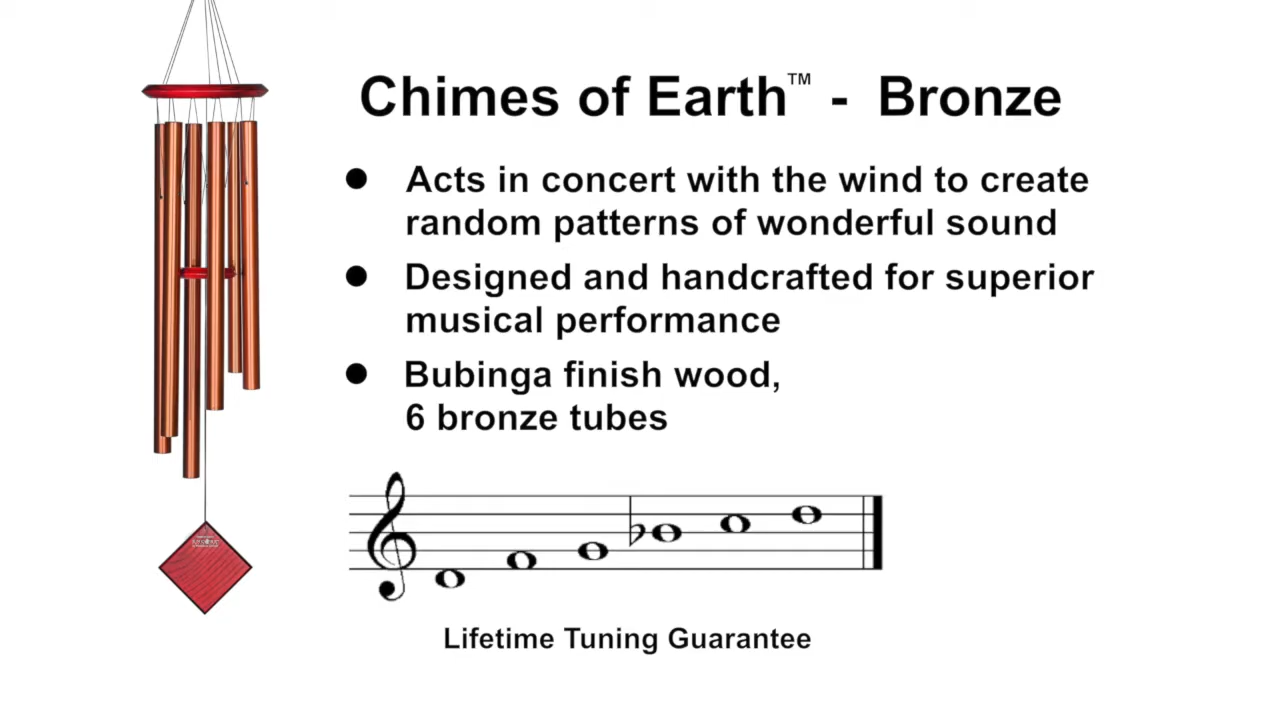 Chimes of Earth™ - Bronze
● Acts in concert with the wind to create
random patterns of wonderful sound
● Designed and handcrafted for superior
musical performance
● Bubinga finish wood,
6 bronze tubes
Lifetime Tuning Guarantee